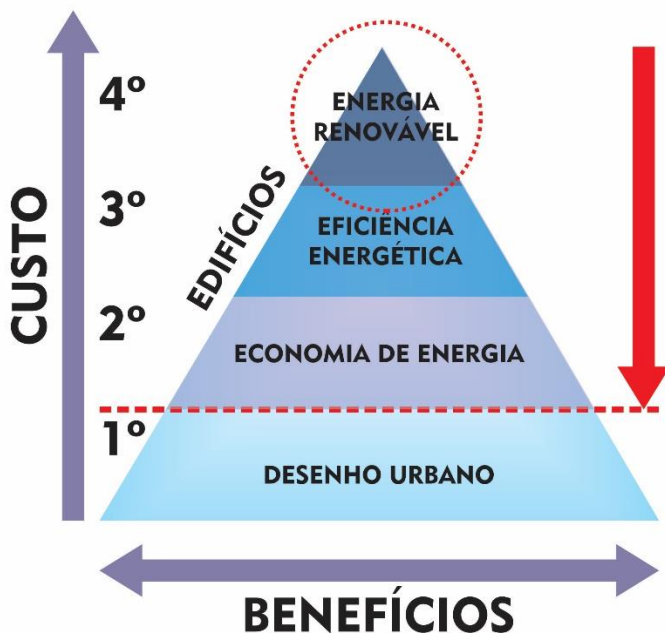 4º
ENERGIA
RENOVÁVEL
3º
EFICIÊNCIA
ENERGÉTICA
EDIFÍCIOS
CUSTO
2º
ECONOMIA DE ENERGIA
1º
DESENHO URBANO
BENEFÍCIOS